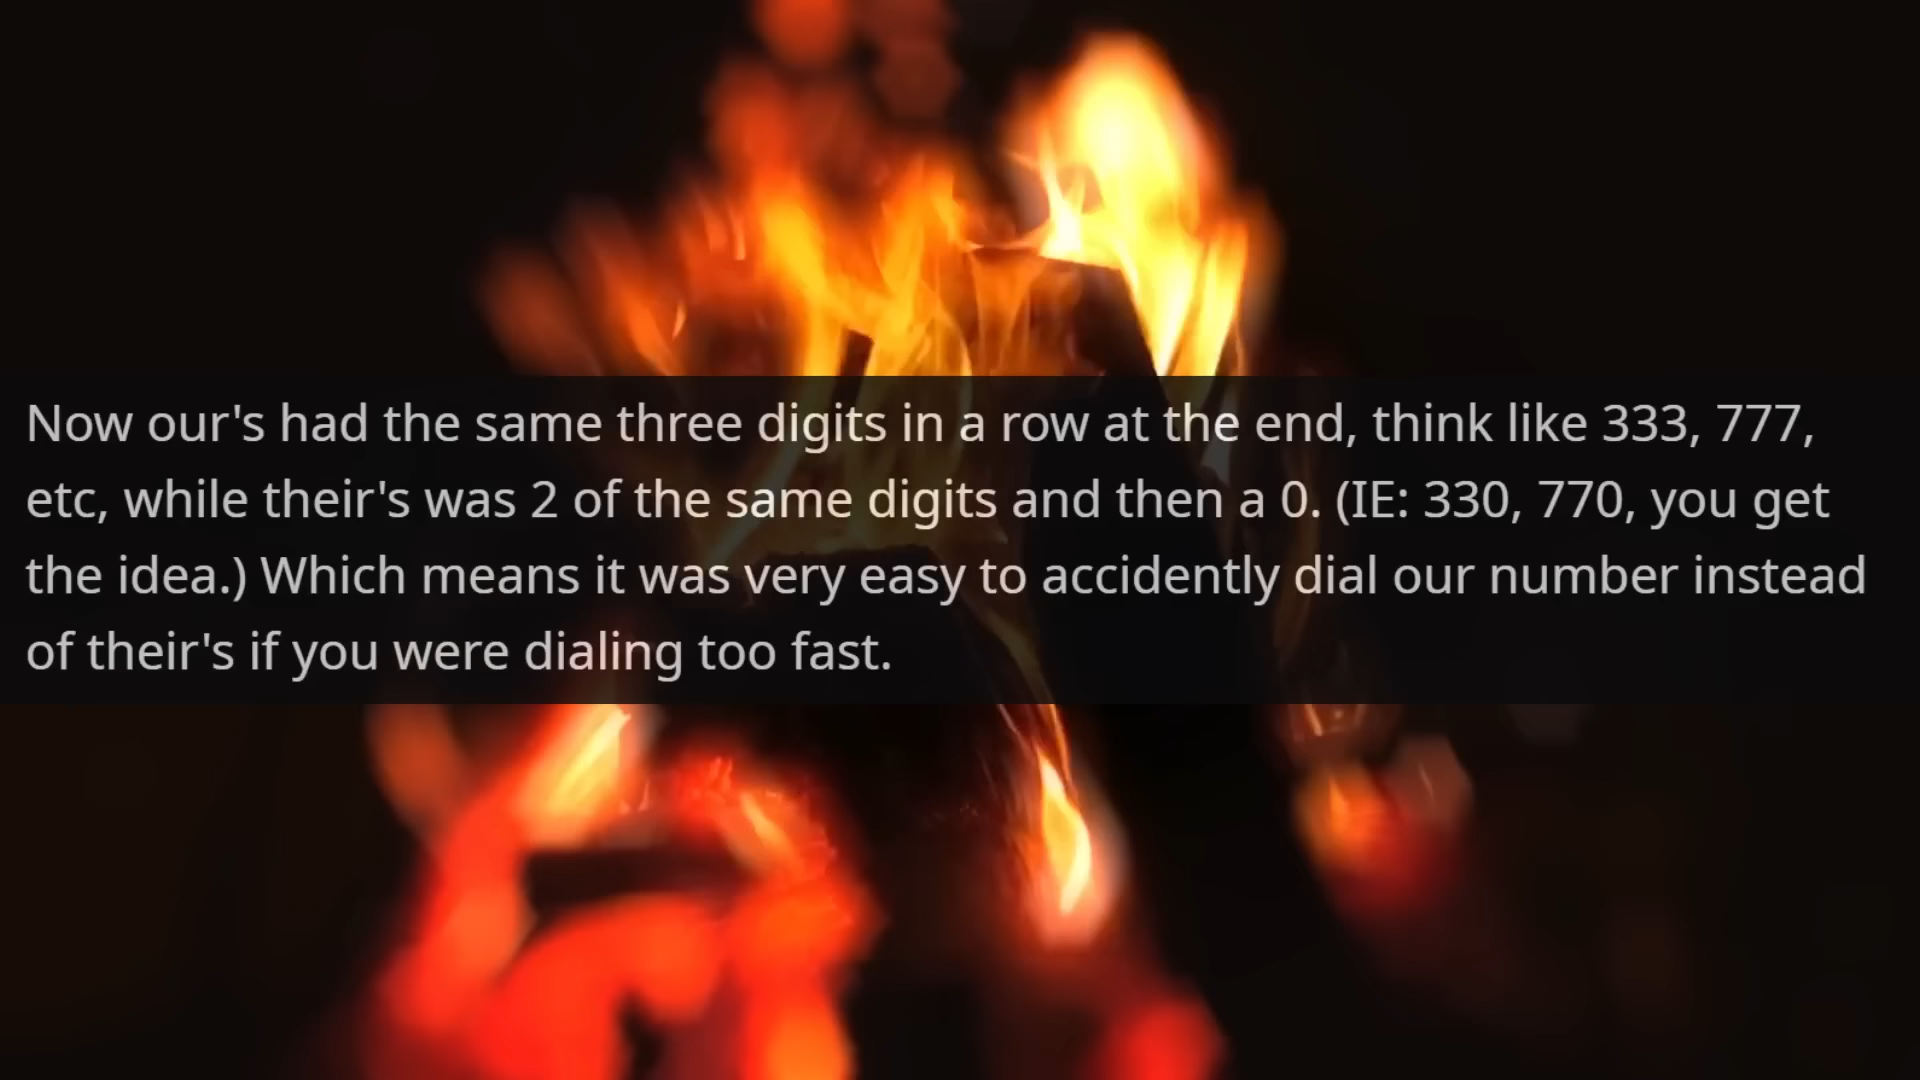 Now our's had the same three digits in a row at the end, think like 333, 777,
etc, while their's was 2 of the same digits and then a 0. (IE: 330, 770, you get
the idea.) Which means it was very easy to accidently dial our number instead
of their's if you were dialing too fast.